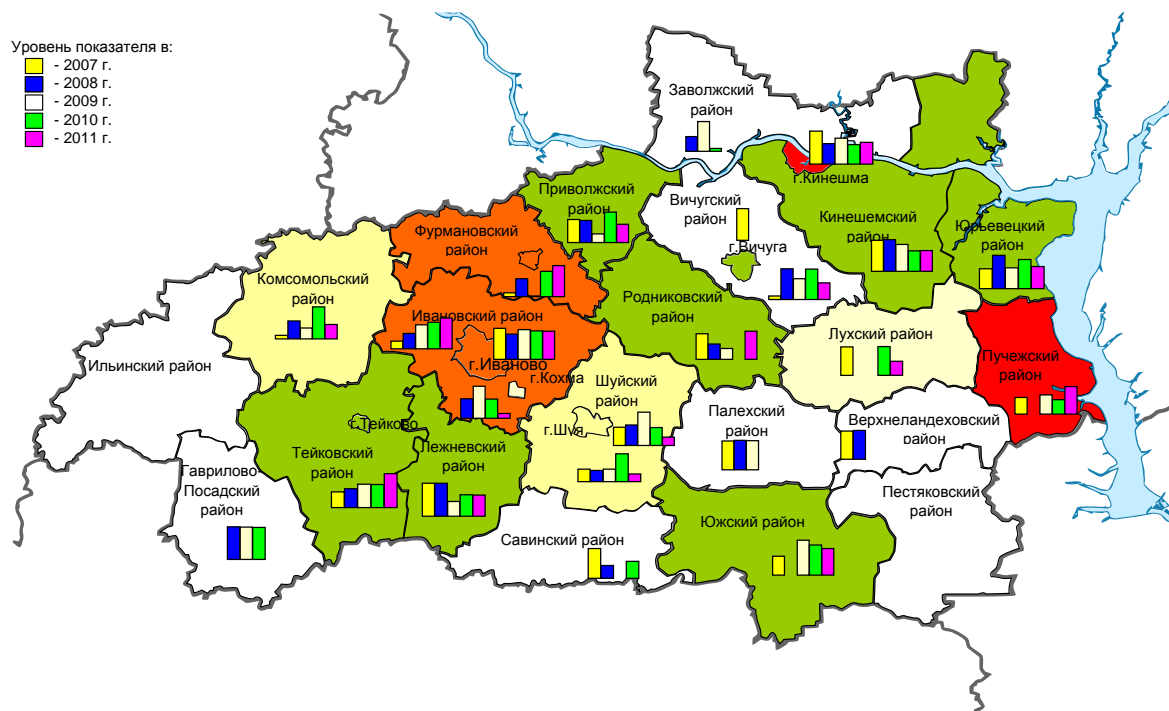 Уровень показателя в:
- 2007 г.
- 2008 г.
- 2009 г.
- 2010 г.
- 2011 г.
Заволжский
район
г.Кинешма
Приволжский
район
Вичугский
район
г.Вичуга
Кинешемский
район
Юрьевецкий
район
Фурмановский
район
Комсомольский
район
Родниковский
район
Ивановский район
г.Иваново
г.Кохма
Ильинский район
Лухский район
Пучежский
район
Шуйский
район
г.Шуя
Палехский
район
Верхнеландеховский
район
г.Тейково
Тейковский
район
Лежневский
район
Гаврилово-
Посадский
район
Пестяковский
район
Южский район
Савинский район